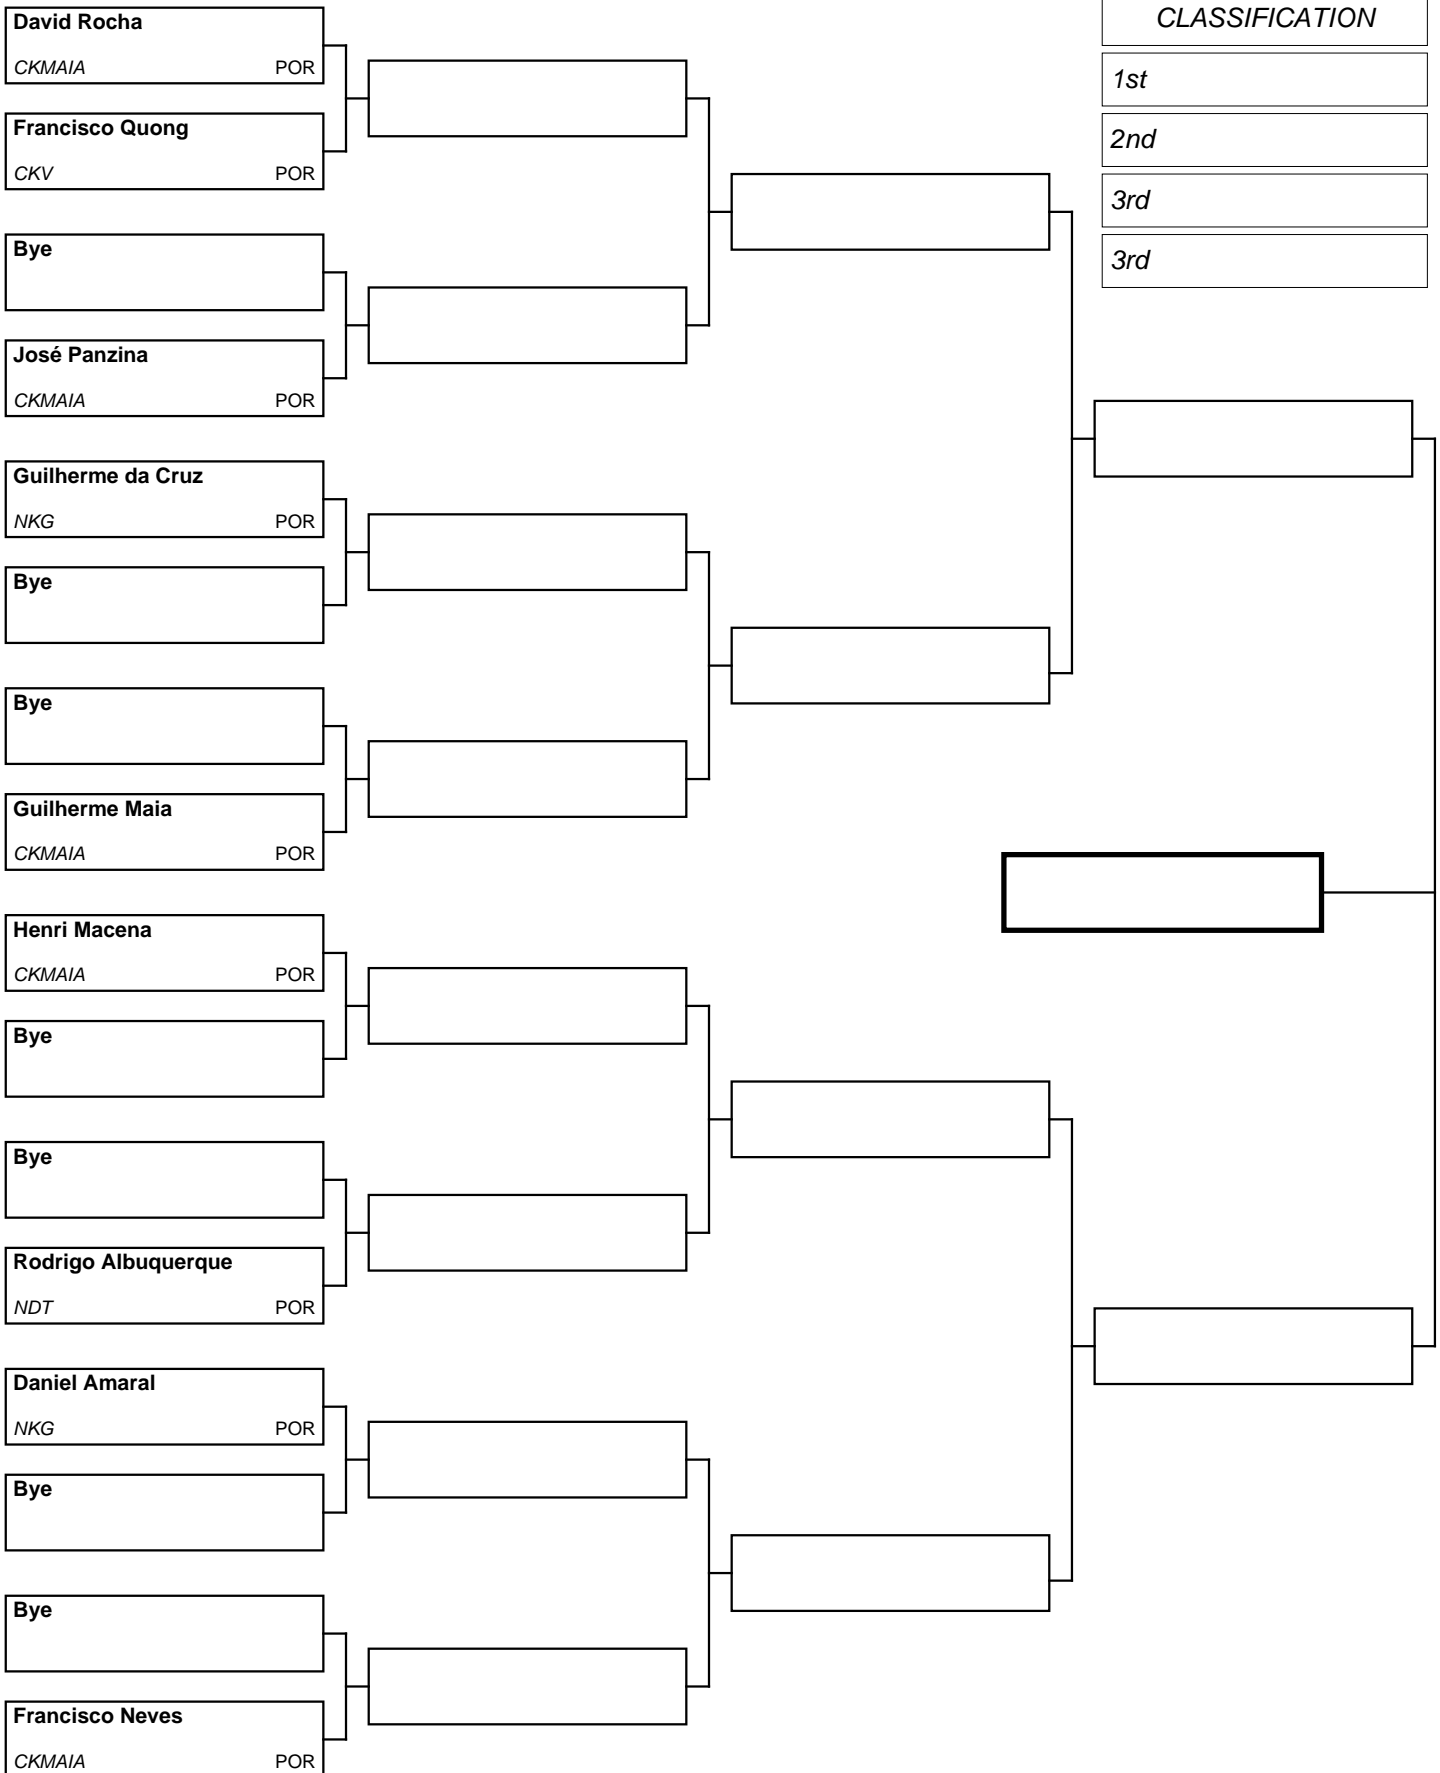 David Rocha
CKMAIA POR
Francisco Quong
CKV POR
Bye
José Panzina
CKMAIA POR
Guilherme da Cruz
NKG POR
Bye
Bye
Guilherme Maia
CKMAIA POR
Henri Macena
CKMAIA POR
Bye
Bye
Rodrigo Albuquerque
NDT POR
Daniel Amaral
NKG POR
Bye
Bye
Francisco Neves
CKMAIA POR
CLASSIFICATION
1st
2nd
3rd
3rd